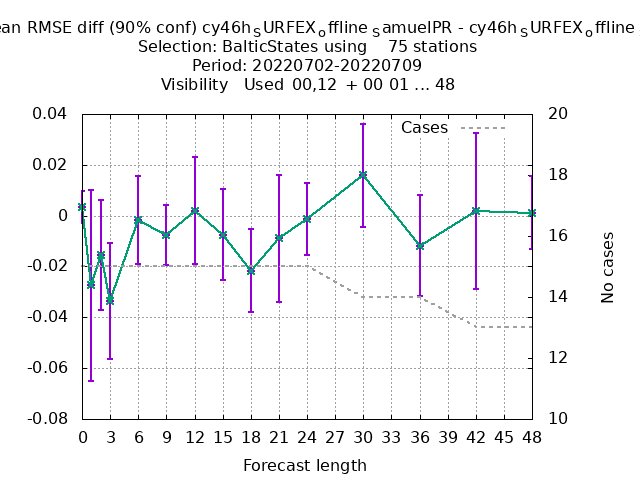 ean RMSE diff (90% conf) cy46h_SURFEX_offline_SamuelPR - cy46h_SURFEX_offline
Selection: BalticStates using 75 stations
Period: 20220702-20220709
Visibility Used 00,12 + 00 01 ... 48
Cases
0.04
0.02
0
-0.02
-0.04
-0.06
-0.08
20
18
16
14
12
10
No cases
0 3 6 9 12 15 18 21 24 27 30 33 36 39 42 45 48
Forecast length